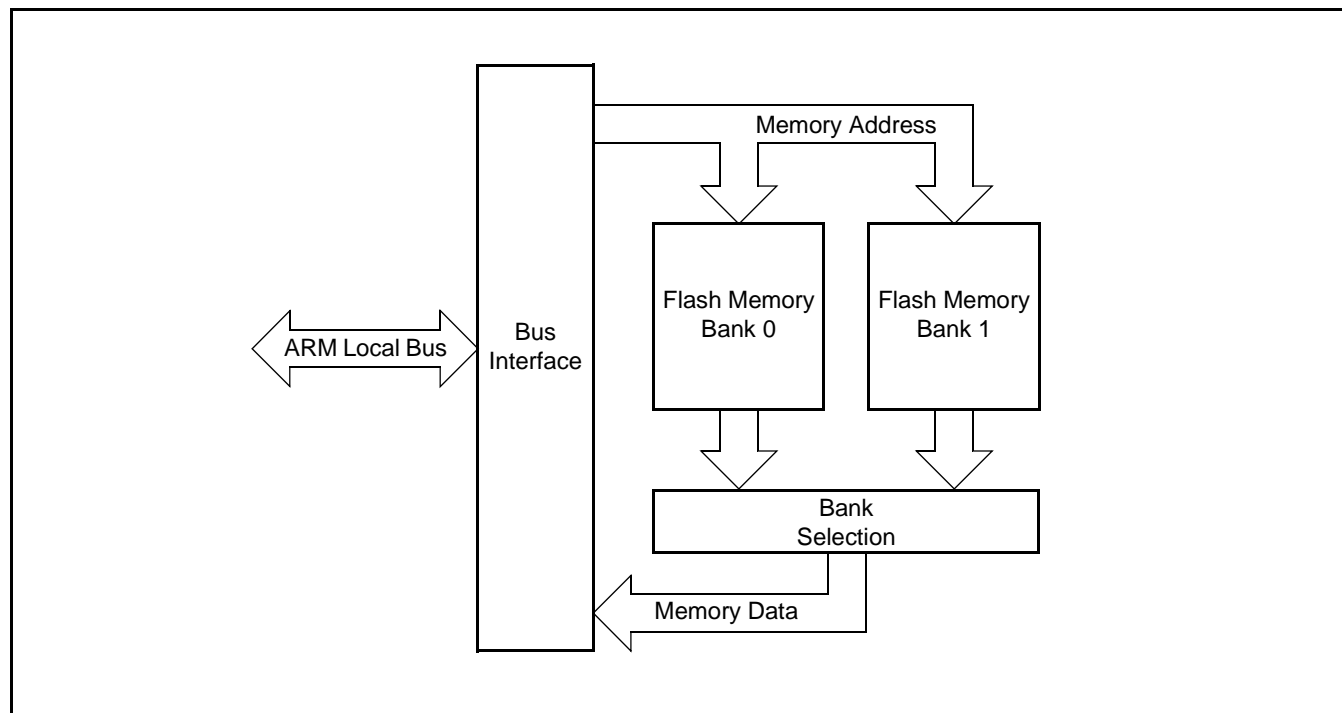 Memory Address
Flash Memory
Bank 0
Flash Memory
Bank 1
ARM Local Bus
Bus
Interface
Bank
Selection
Memory Data